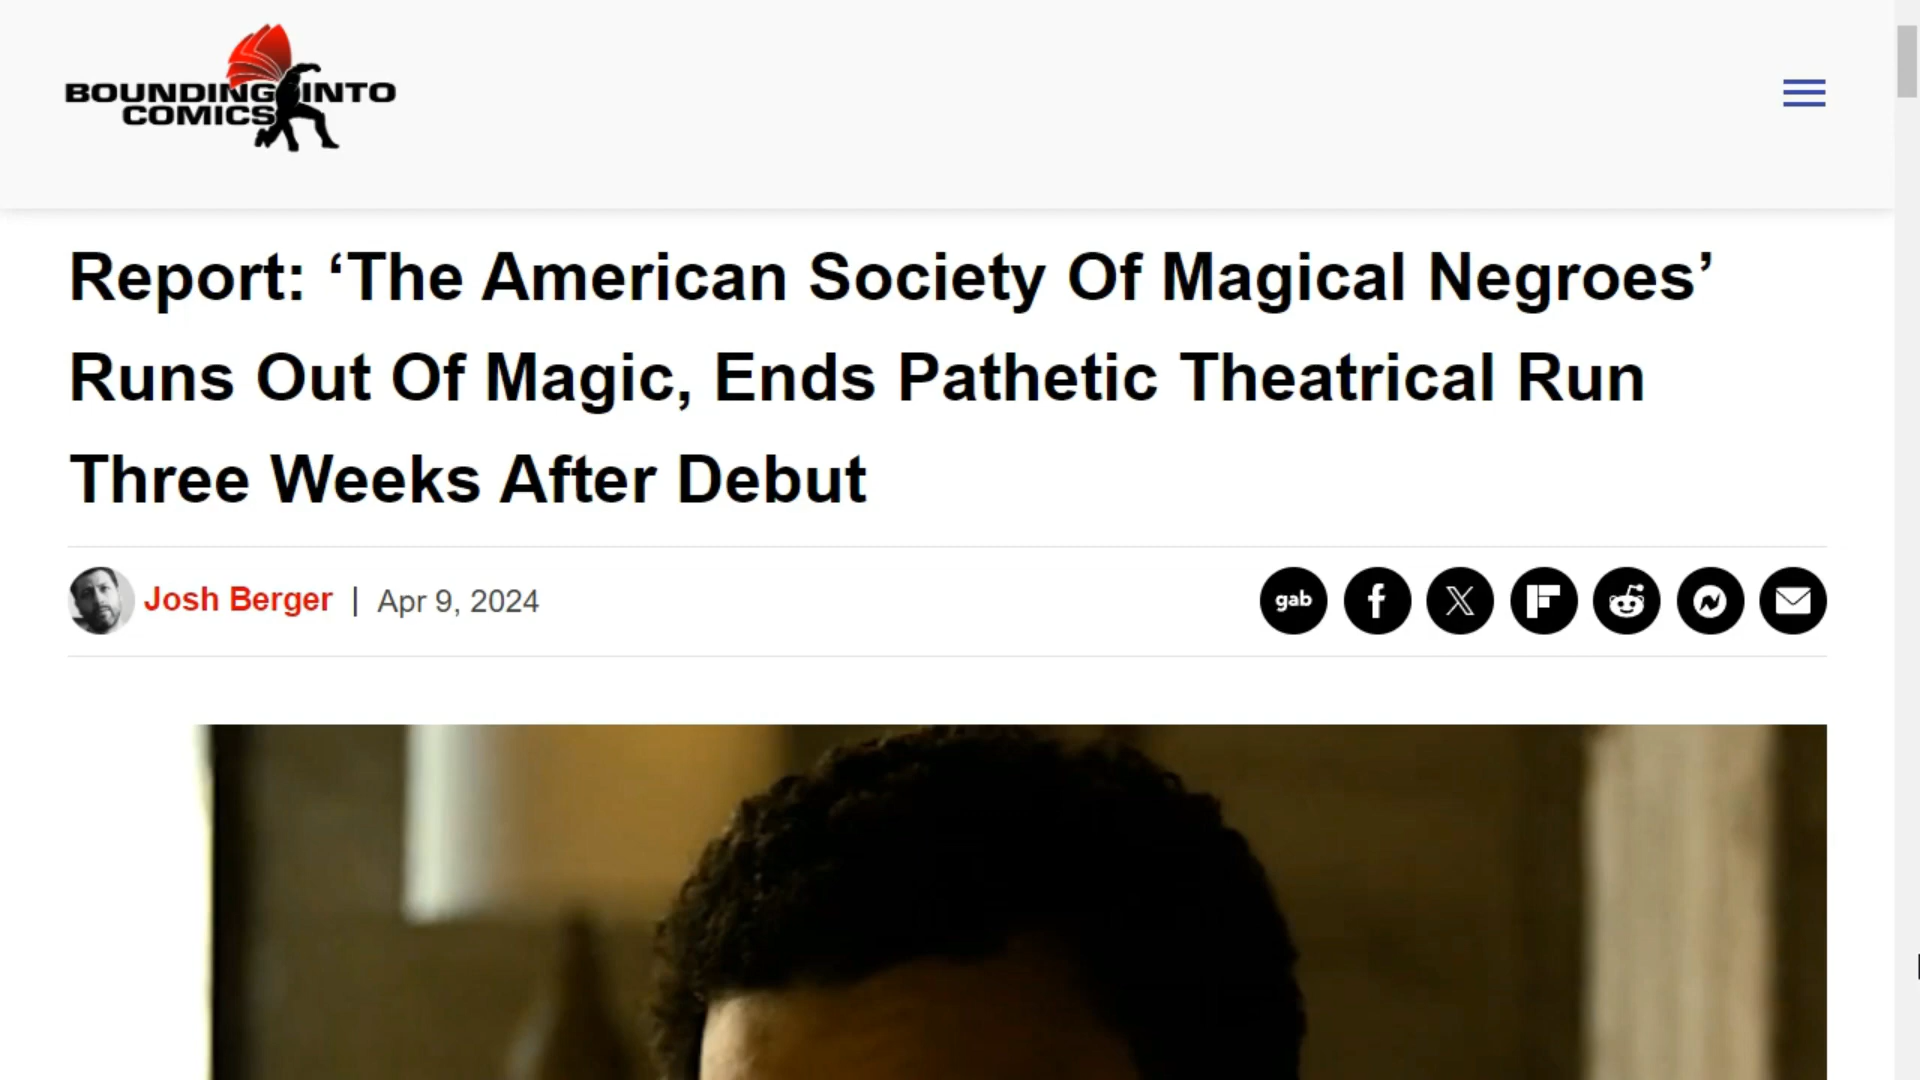 BOUNDING INTO
COMICS
Report: ‘The American Society Of Magical Negroes’
Runs Out Of Magic, Ends Pathetic Theatrical Run
Three Weeks After Debut
Josh Berger | Apr 9, 2024
gab